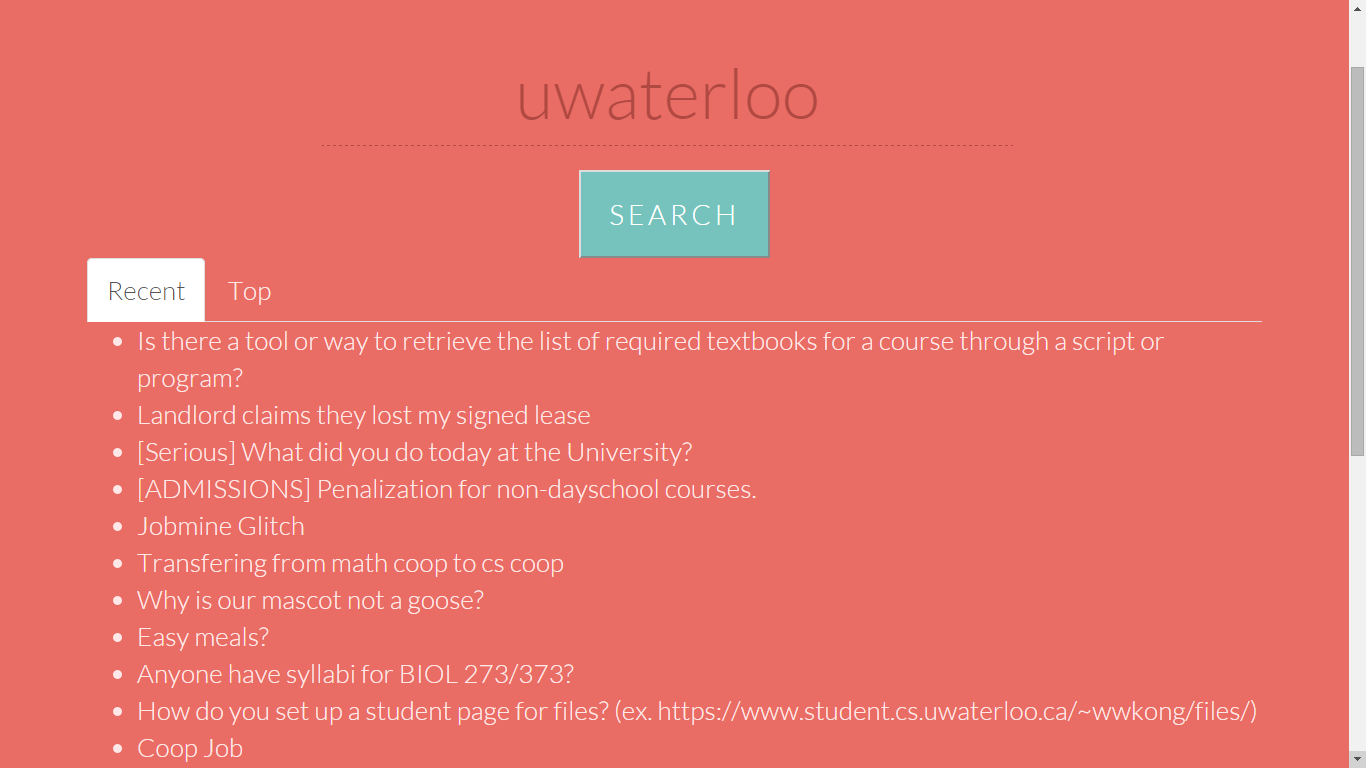 uwaterloo
SEARCH
Recent Top
Is there a tool or way to retrieve the list of required textbooks for a course through a script or
program?
Landlord claims they lost my signed lease
[Serious] What did you do today at the University?
[ADMISSIONS] Penalization for non-dayschool courses.
Jobmine Glitch
Transfering from math coop to cs coop
Why is our mascot not a goose?
Easy meals?
Anyone have syllabi for BIOL 273/373?
How do you set up a student page for files? (ex. https://www.student.cs.uwaterloo.ca/~wwkong/files/)
Coop Job